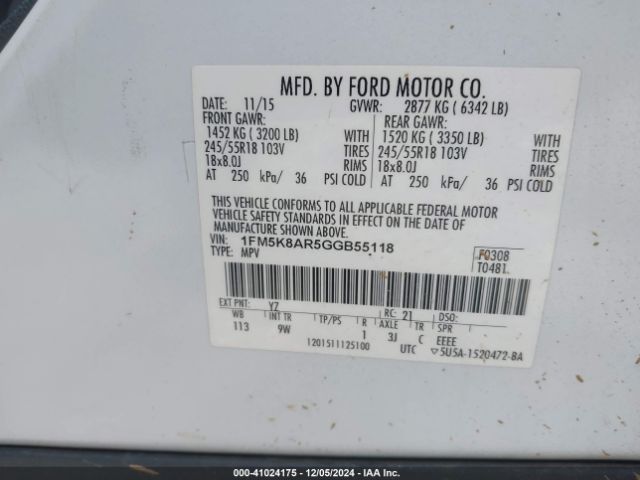 MFD. BY FORD MOTOR CO.
DATE: 11/15 GVWR: 2877 KG ( 6342 LB)
FRONT GAWR: REAR GAWR:
1452 KG ( 3200 LB) WITH 1520 KG ( 3350 LB) WITH
245/55R18 103V TIRES 245/55R18 103V TIRES
18x8.0J RIMS 18x8.0J RIMS
AT 250 kPa/ 36 PSI COLD AT 250 kPa/ 36 PSI COLD
THIS VEHICLE CONFORMS TO ALL APPLICABLE FEDERAL MOTOR
VEHICLE SAFETY STANDARDS IN EFFECT ON THE DATE OF
MANUFACTURE SHOWN ABOVE.
VIN: 1FM5K8AR5GGB55118
TYPE: MPV
F0308
T0481
EXT PNT: YZ RC: 21 DSO:
WB INT TR TP/PS R AXLE TR SPR
113 9W 1 3J C EEEE
1201511125100 UTC 5U5A-1520472-BA
00-41024175 - 12/05/2024 - IAA Inc.